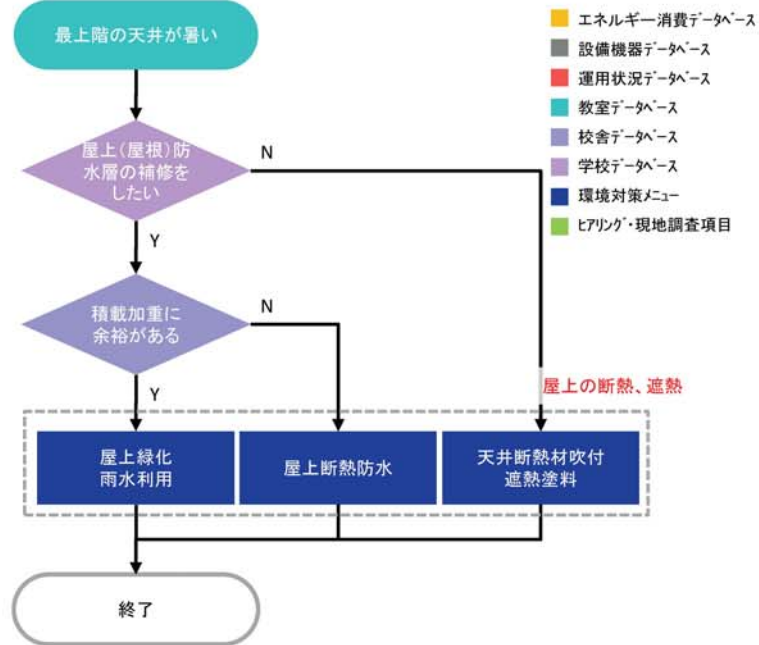 最上階の天井が暑い
屋上(屋根)防
水層の補修を
したい
N
Y
積載加重に
余裕がある
N
Y
屋上の断熱、遮熱
屋上緑化
雨水利用
屋上断熱防水
天井断熱材吹付
遮熱塗料
終了
エネルギー消費データベース
設備機器データベース
運用状況データベース
教室データベース
校舎データベース
学校データベース
環境対策メニュー
ヒアリング・現地調査項目